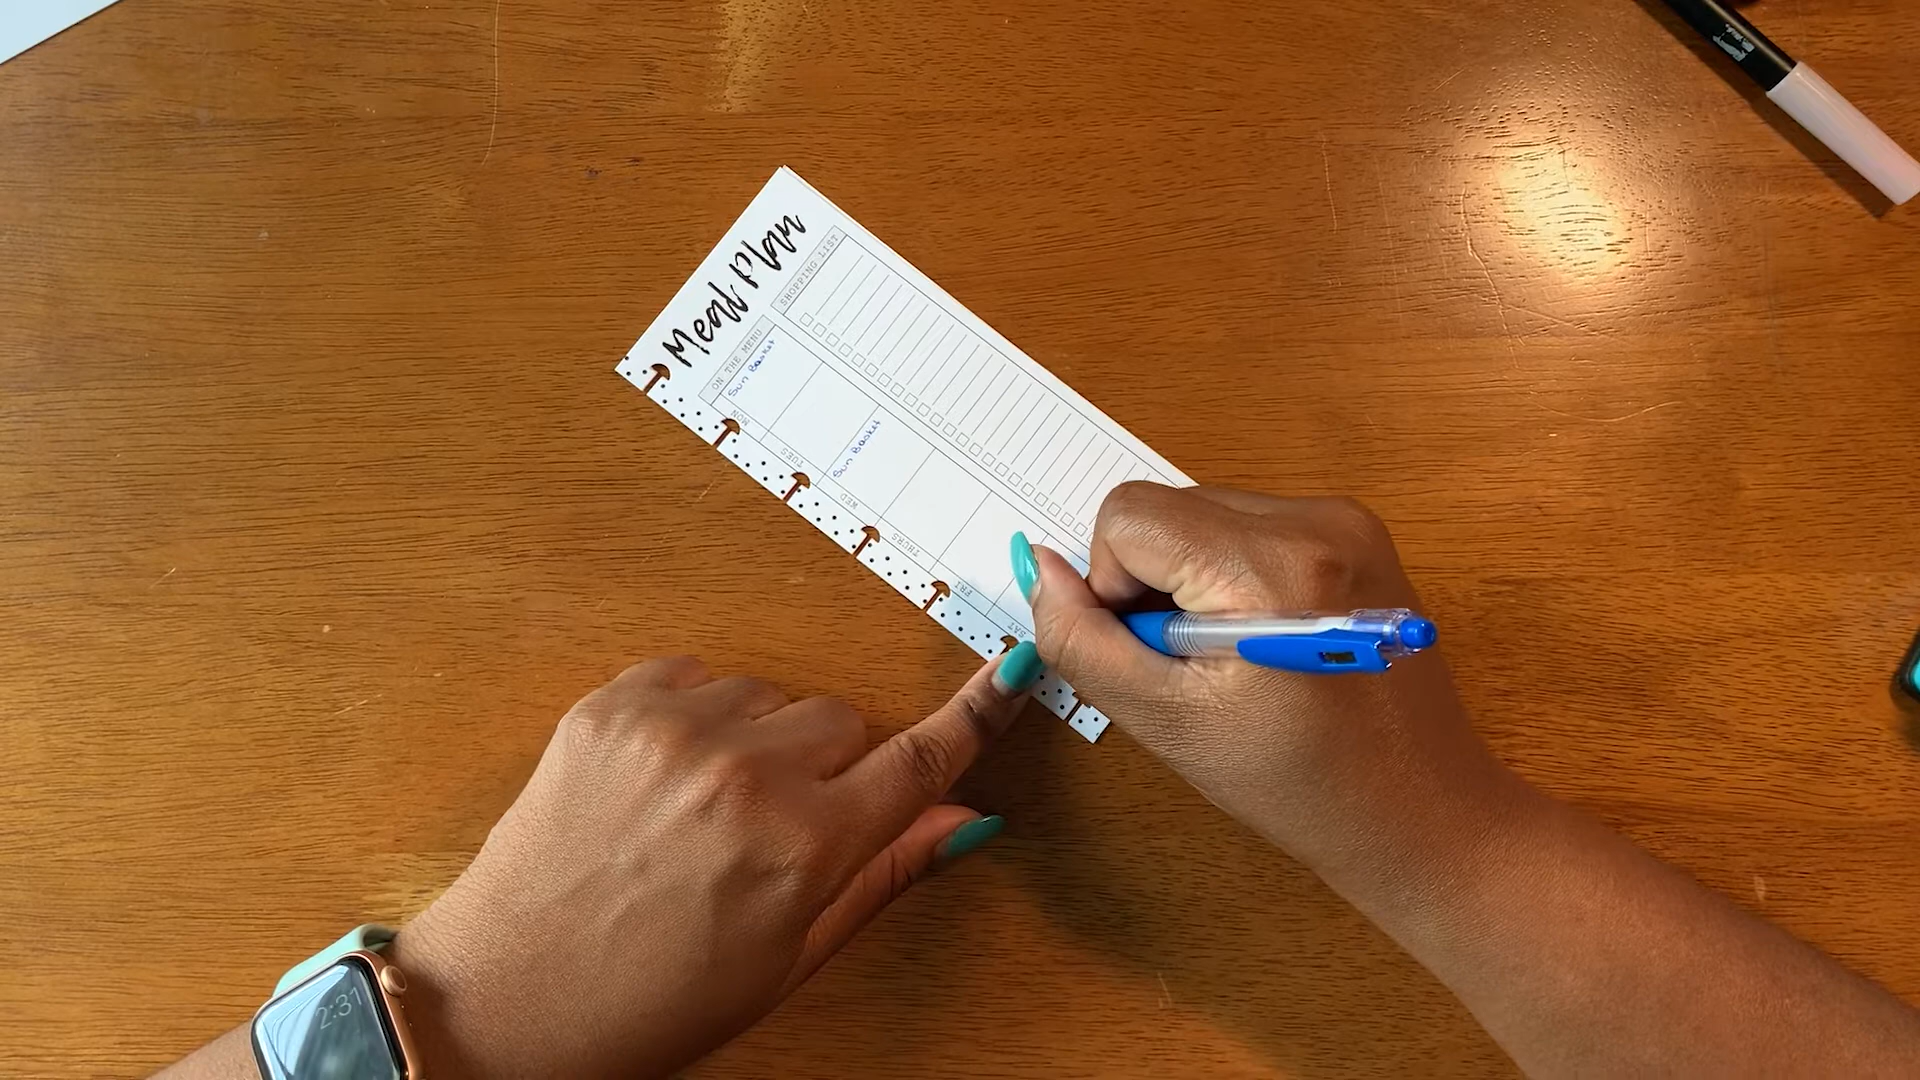 Meal Plan
SHOPPING LIST
ON THE MENU
Sun Basket
MON
TUES
Sun Basket
WED
THURS
FRI
SAT
2:31